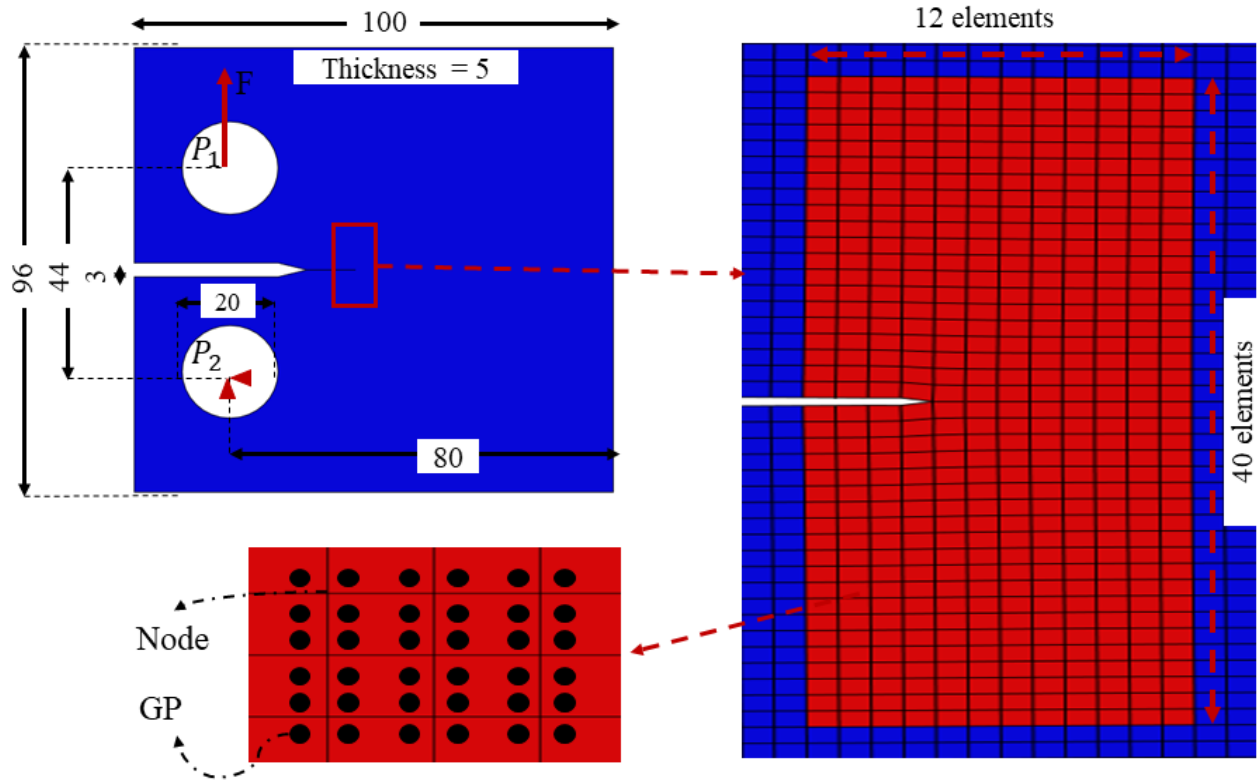 100
12 elements
Thickness = 5
F
P₁
96
44
3
20
P₂
80
40 elements
Node
GP